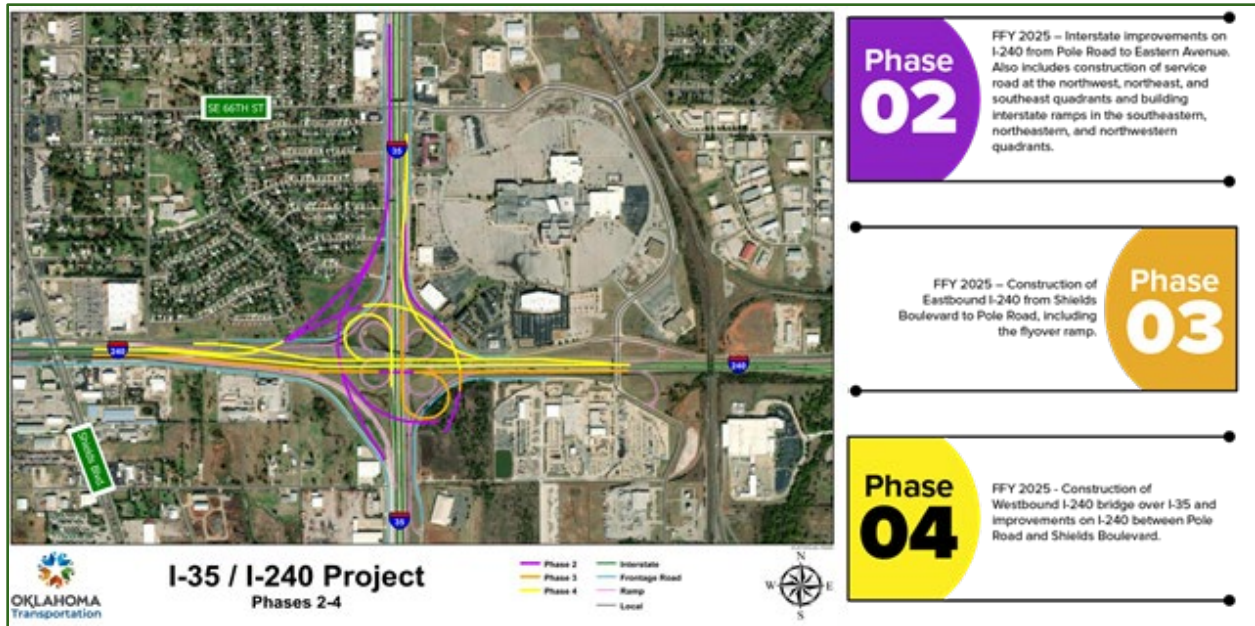 SE 66TH ST
35
240
240
Shields Blvd
35
OKLAHOMA
Transportation
I-35 / I-240 Project
Phases 2-4
Phase 2
Phase 3
Phase 4
Interstate
Frontage Road
Ramp
Local
N
W
E
S
Phase
02
FFY 2025 – Interstate improvements on
I-240 from Pole Road to Eastern Avenue.
Also includes construction of service
road at the northwest, northeast, and
southeast quadrants and building
interstate ramps in the southeastern,
northeastern, and northwestern
quadrants.
FFY 2025 – Construction of
Eastbound I-240 from Shields
Boulevard to Pole Road, including
the flyover ramp.
Phase
03
Phase
04
FFY 2025 - Construction of
Westbound I-240 bridge over I-35 and
improvements on I-240 between Pole
Road and Shields Boulevard.